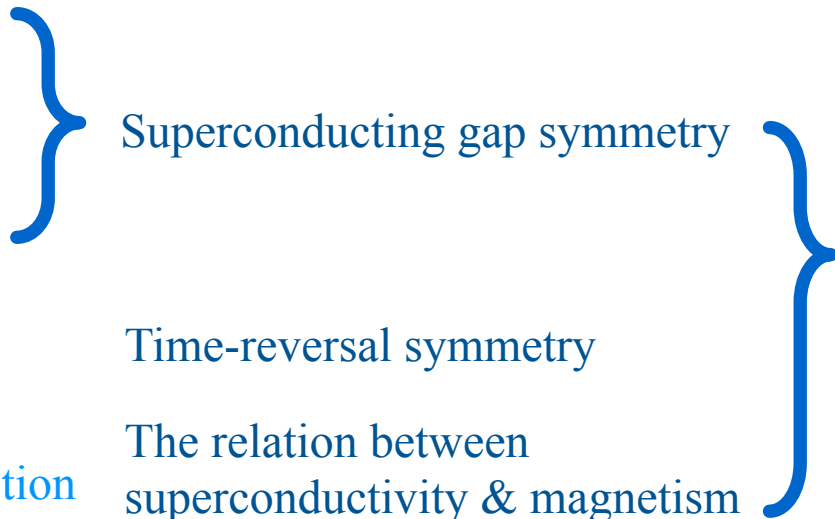 Superconducting gap symmetry
Time-reversal symmetry
The relation between
tion superconductivity & magnetism